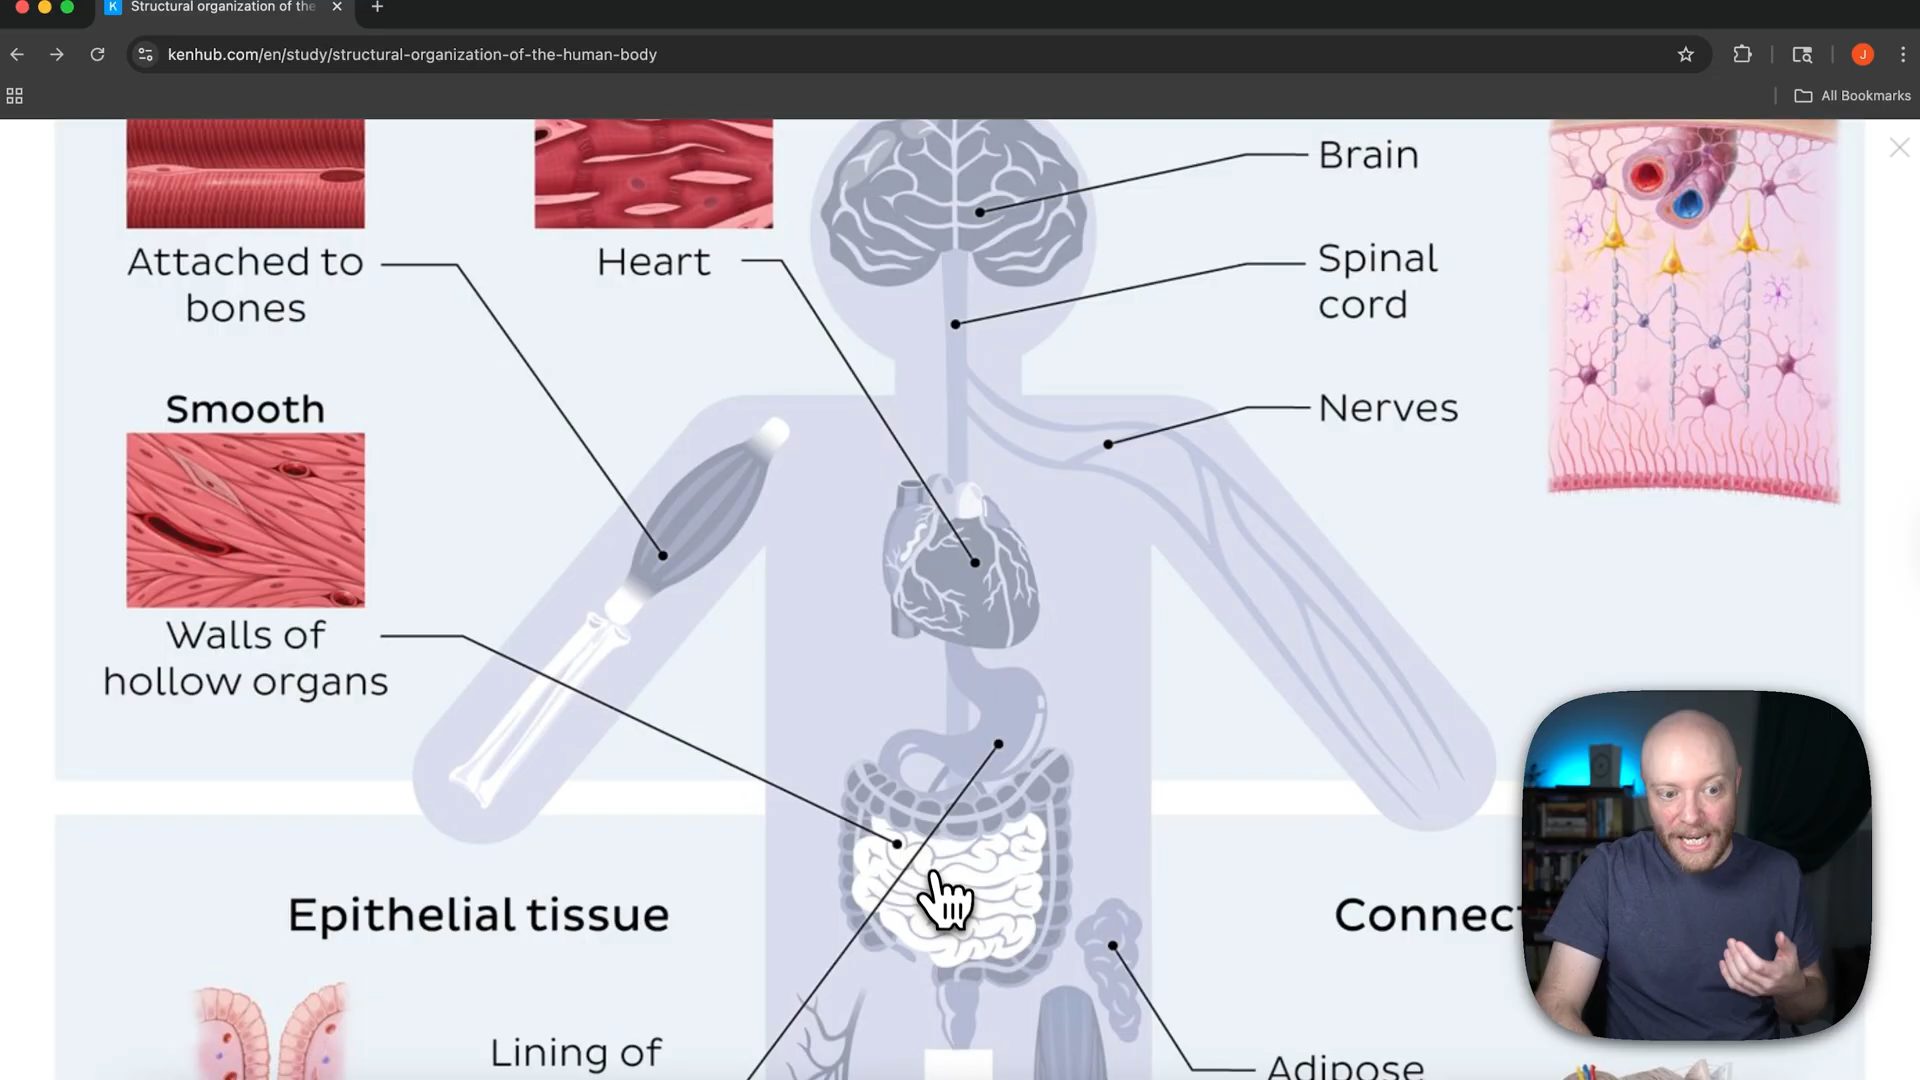 Structural organization of the
kenhub.com/en/study/structural-organization-of-the-human-body
J
All Bookmarks
Brain
Attached to
bones
Heart
Spinal
cord
Smooth
Nerves
Walls of
hollow organs
Epithelial tissue
Connec
Lining of
Adipose